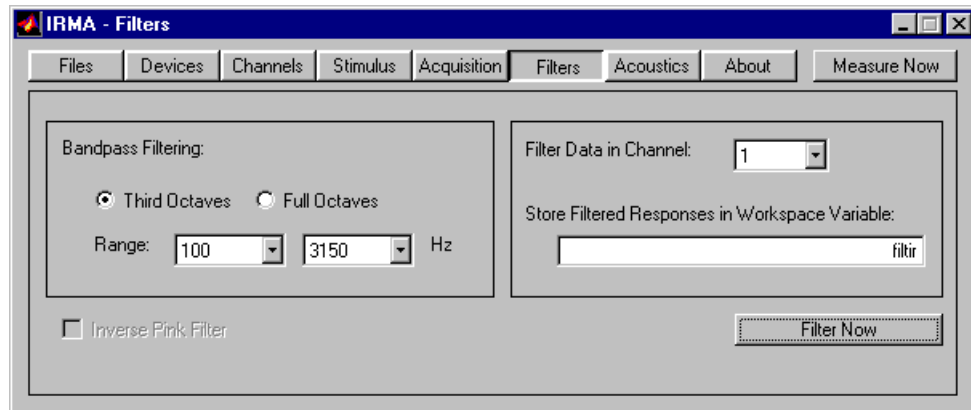 IRMA - Filters
Files Devices Channels Stimulus Acquisition Filters Acoustics About Measure Now
Bandpass Filtering:
Third Octaves Full Octaves
Range: 100 3150 Hz
Filter Data in Channel: 1
Store Filtered Responses in Workspace Variable:
filtir
Inverse Pink Filter
Filter Now